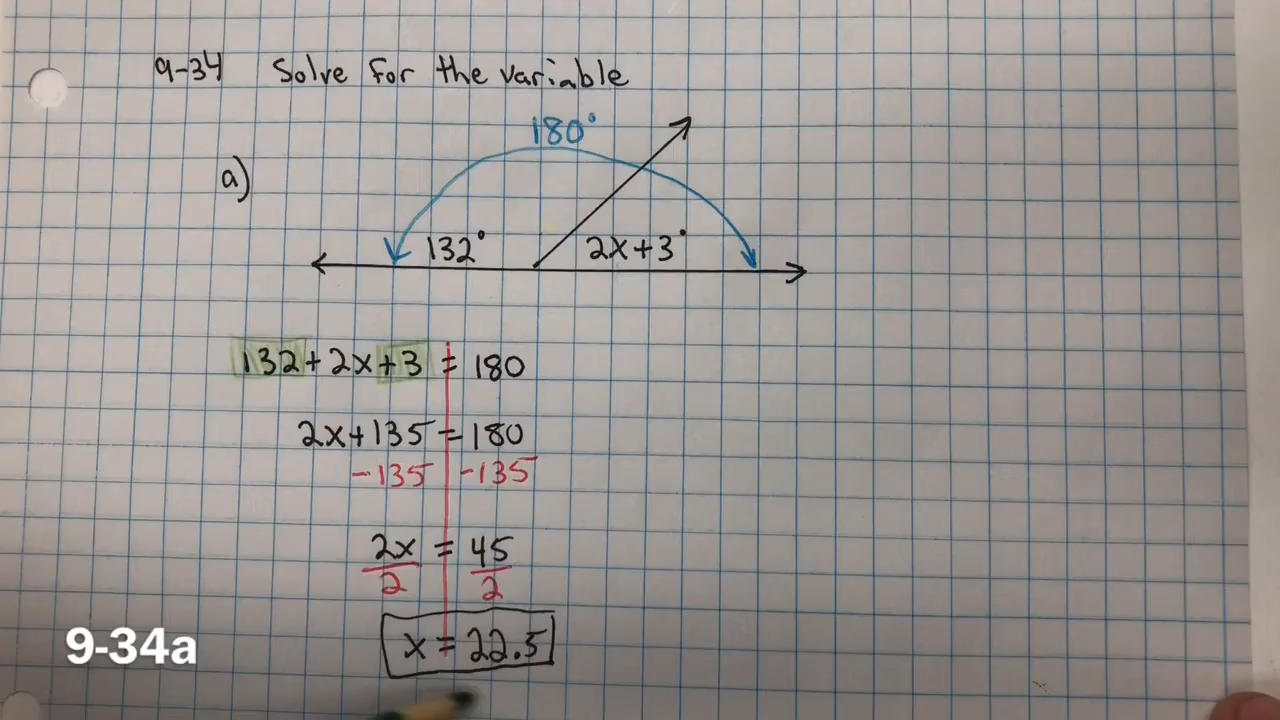 9-34 Solve for the variable
180°
a)
132° 2x+3°
132+2x+3 = 180
2x+135 = 180
-135 -135
2x = 45
2 2
x = 22.5
9-34a